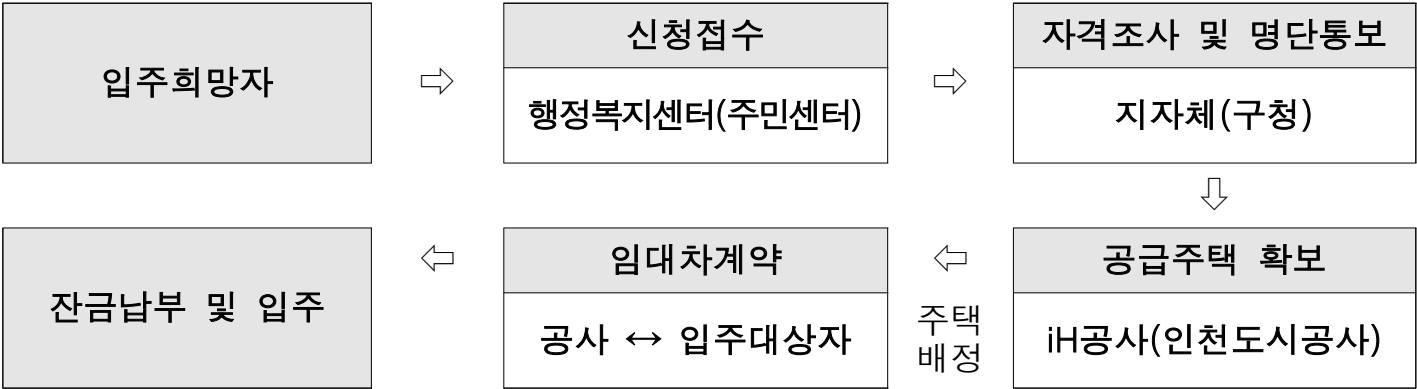 입주희망자
⇨
신청접수
행정복지센터(주민센터)
⇨
자격조사 및 명단통보
지자체(구청)
⇩
공급주택 확보
iH공사(인천도시공사)
⇦
주택
배정
임대차계약
공사 ↔ 입주대상자
⇦
잔금납부 및 입주